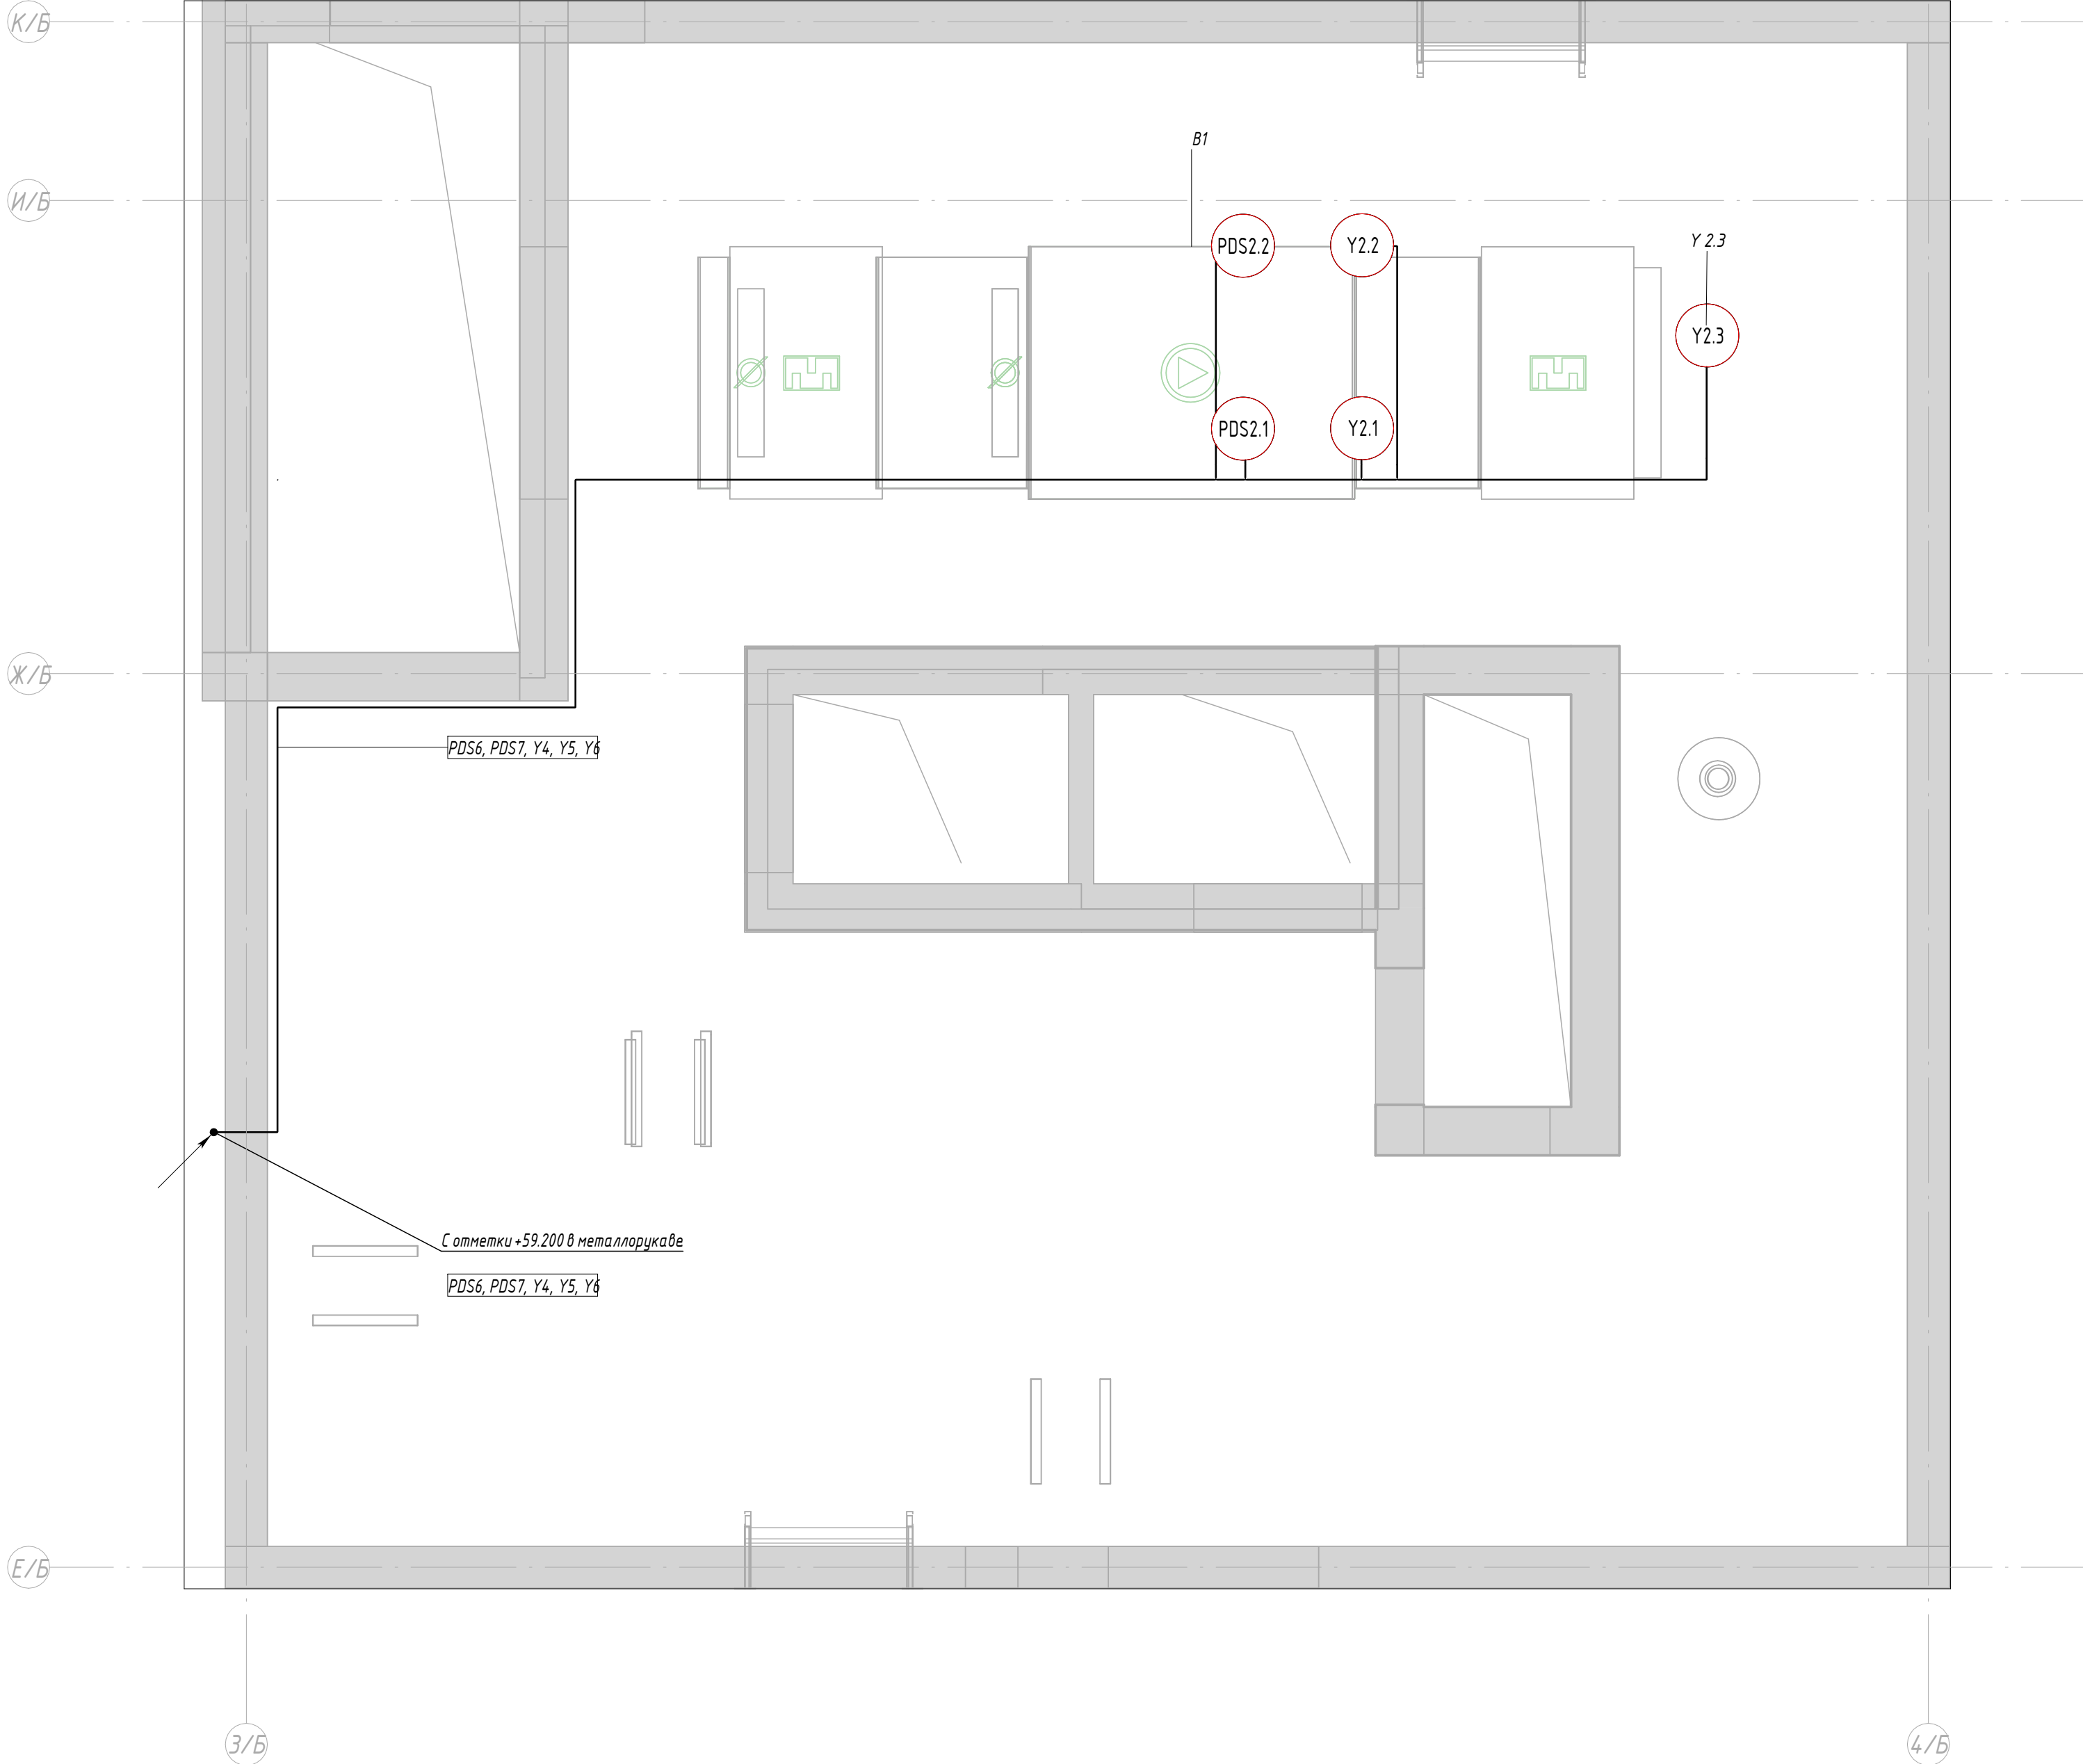 К/Б
В1
И/Б
PDS2.2
Y2.2
Y 2.3
Y2.3
PDS2.1
Y2.1
Ж/Б
PDS6, PDS7, Y4, Y5, Y6
С отметки +59.200 в металлорукаве
PDS6, PDS7, Y4, Y5, Y6
Е/Б
3/Б
4/Б